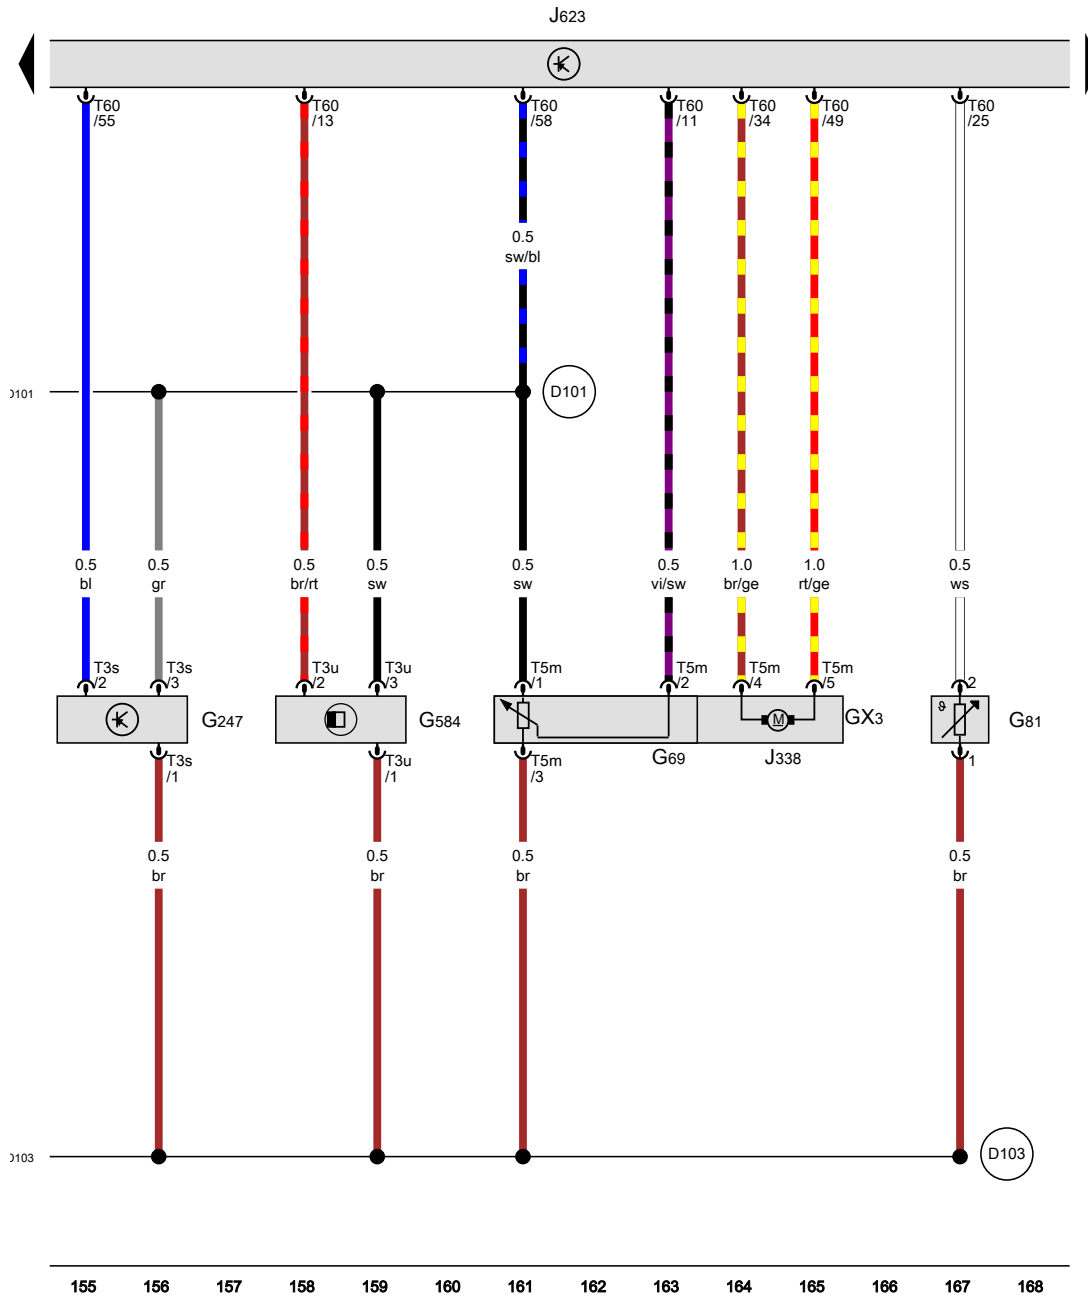 J623
T60 T60 T60 T60 T60 T60 T60
/55 /13 /58 /11 /34 /49 /25
0.5
sw/bl
D101
D101
0.5 0.5 0.5 0.5 0.5 0.5 1.0 1.0 0.5
bl gr br/rt sw sw vi/sw br/ge rt/ge ws
T3s T3s T3u T3u T5m T5m T5m T5m
/2 /3 /2 /3 /1 /2 /4 /5 2
G247 G584 M GX3 ϑ G81
G69 J338
T3s T3u T5m 1
/1 /1 /3
0.5 0.5 0.5 0.5
br br br br
D103
D103
155 156 157 158 159 160 161 162 163 164 165 166 167 168